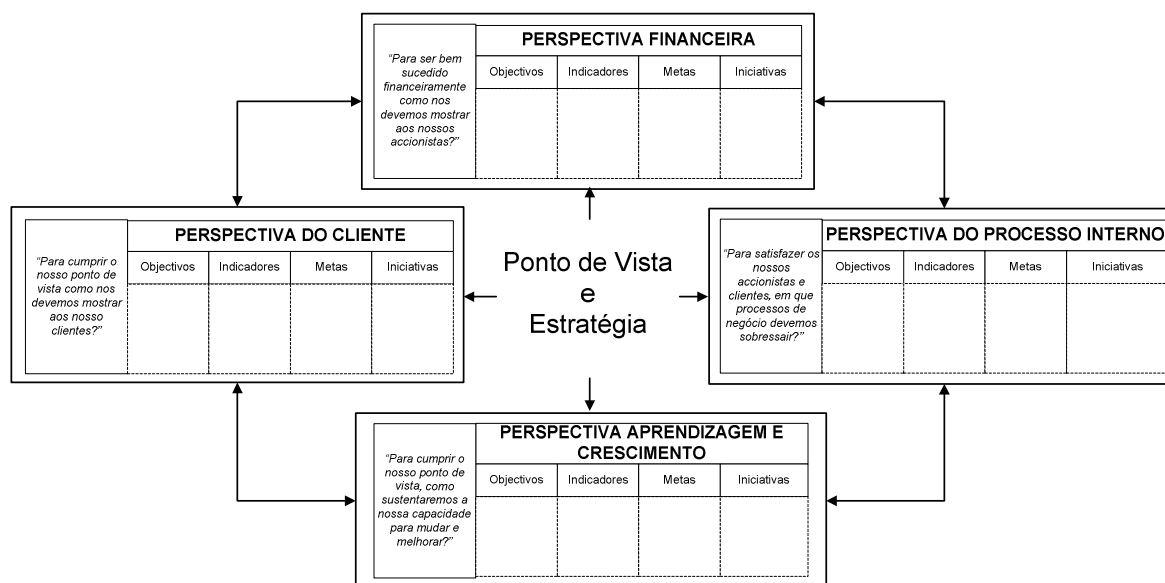 PERSPECTIVA FINANCEIRA
“Para ser bem
sucedido
financeiramente
como nos
devemos mostrar
aos nossos
accionistas?”
Objectivos Indicadores Metas Iniciativas
PERSPECTIVA DO CLIENTE
“Para cumprir o
nosso ponto de
vista como nos
devemos mostrar
aos nosso
clientes?”
Objectivos Indicadores Metas Iniciativas
Ponto de Vista
e
Estratégia
PERSPECTIVA DO PROCESSO INTERNO
“Para satisfazer os
nossos
accionistas e
clientes, em que
processos de
negócio devemos
sobressair?”
Objectivos Indicadores Metas Iniciativas
PERSPECTIVA APRENDIZAGEM E
CRESCIMENTO
“Para cumprir o
nosso ponto de
vista, como
sustentaremos a
nossa capacidade
para mudar e
melhorar?”
Objectivos Indicadores Metas Iniciativas